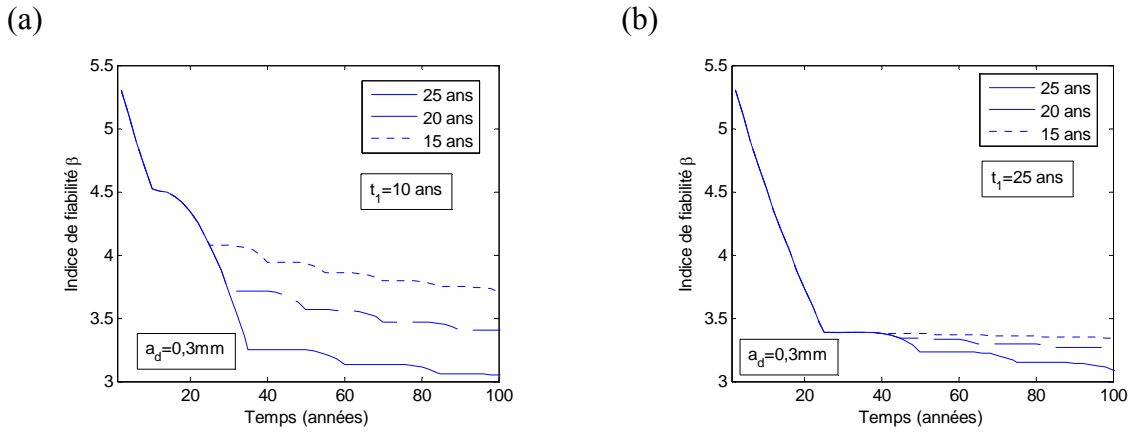 (a)
(b)
5.5
5
4.5
4
3.5
3
20
40
60
80
100
Indice de fiabilité β
Temps (années)
25 ans
20 ans
15 ans
t₁=10 ans
a_d=0,3mm
5.5
5
4.5
4
3.5
3
20
40
60
80
100
Indice de fiabilité β
Temps (années)
25 ans
20 ans
15 ans
t₁=25 ans
a_d=0,3mm